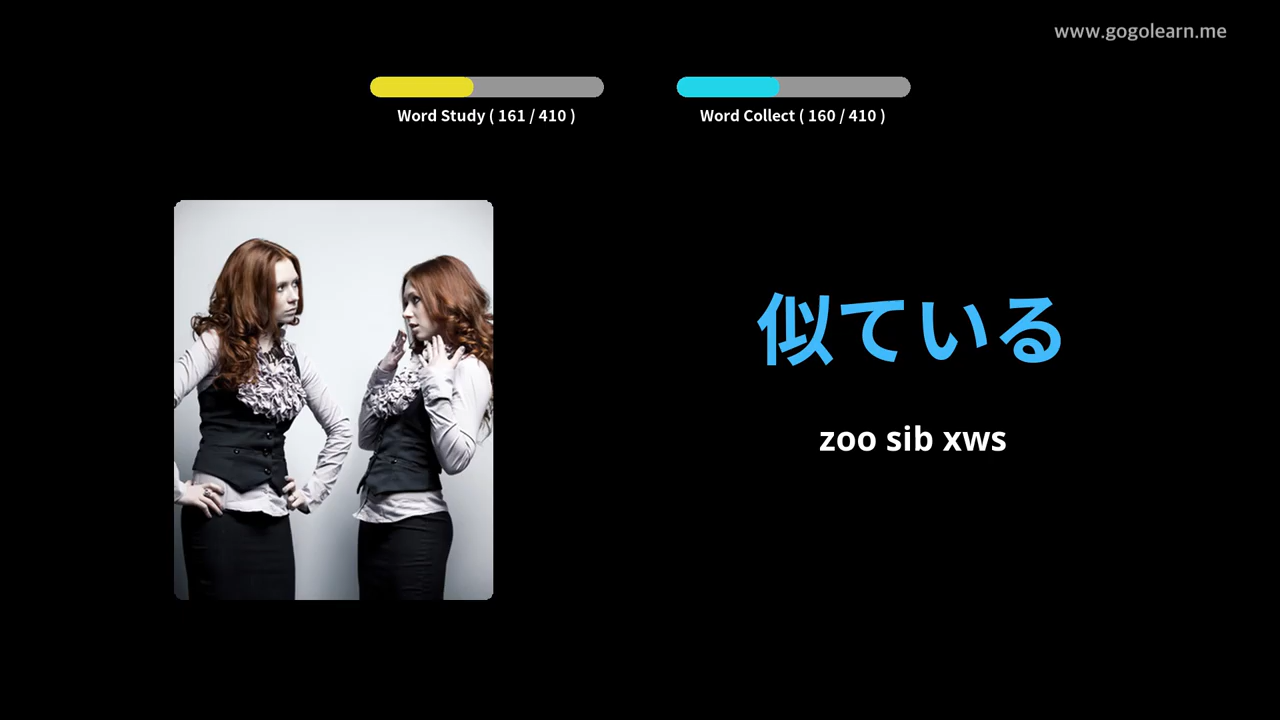 www.gogolearn.me
Word Study ( 161 / 410 )
Word Collect ( 160 / 410 )
似ている
zoo sib xws